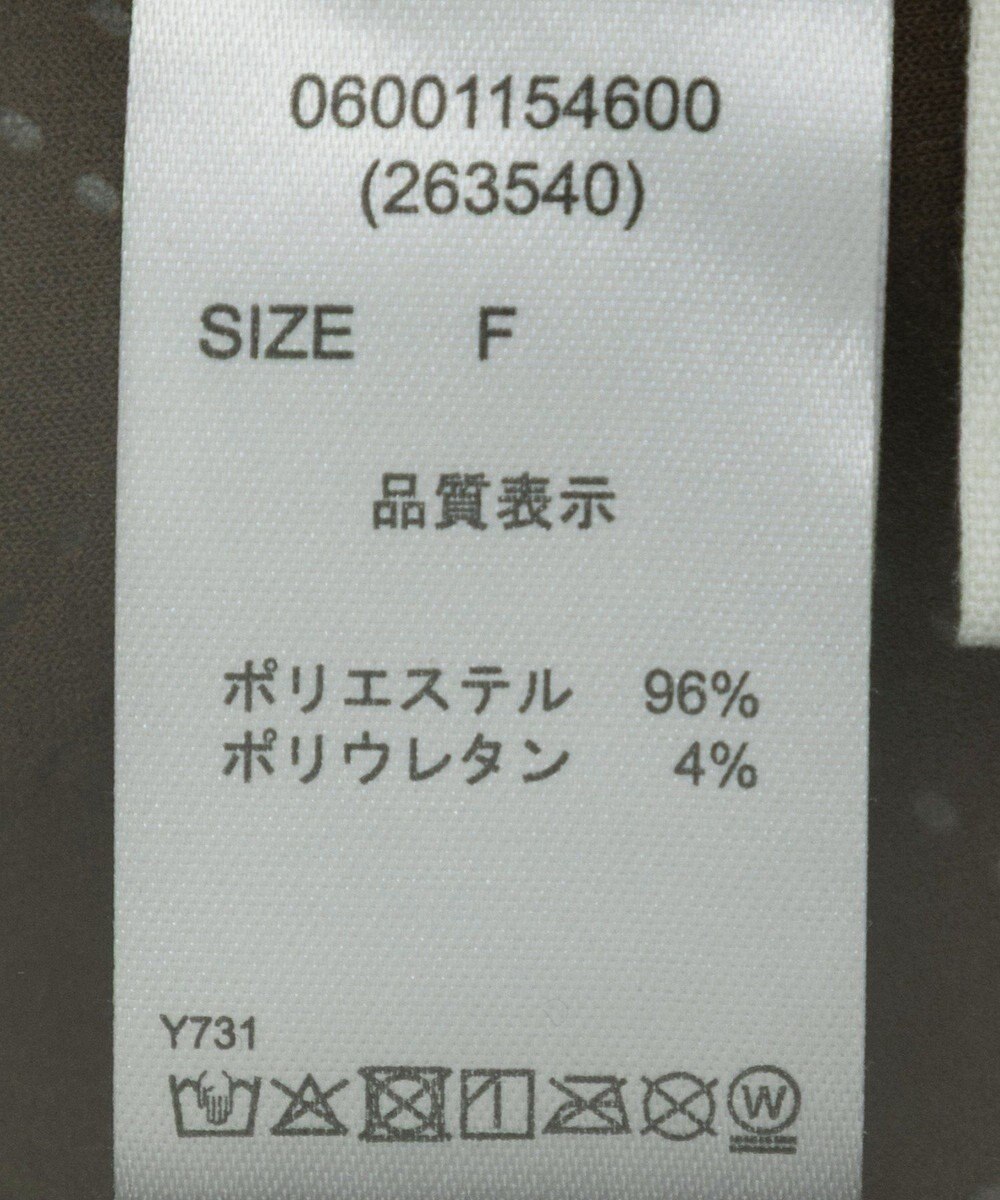 06001154600
(263540)
SIZE F
品質表示
ポリエステル 96%
ポリウレタン 4%
Y731
W